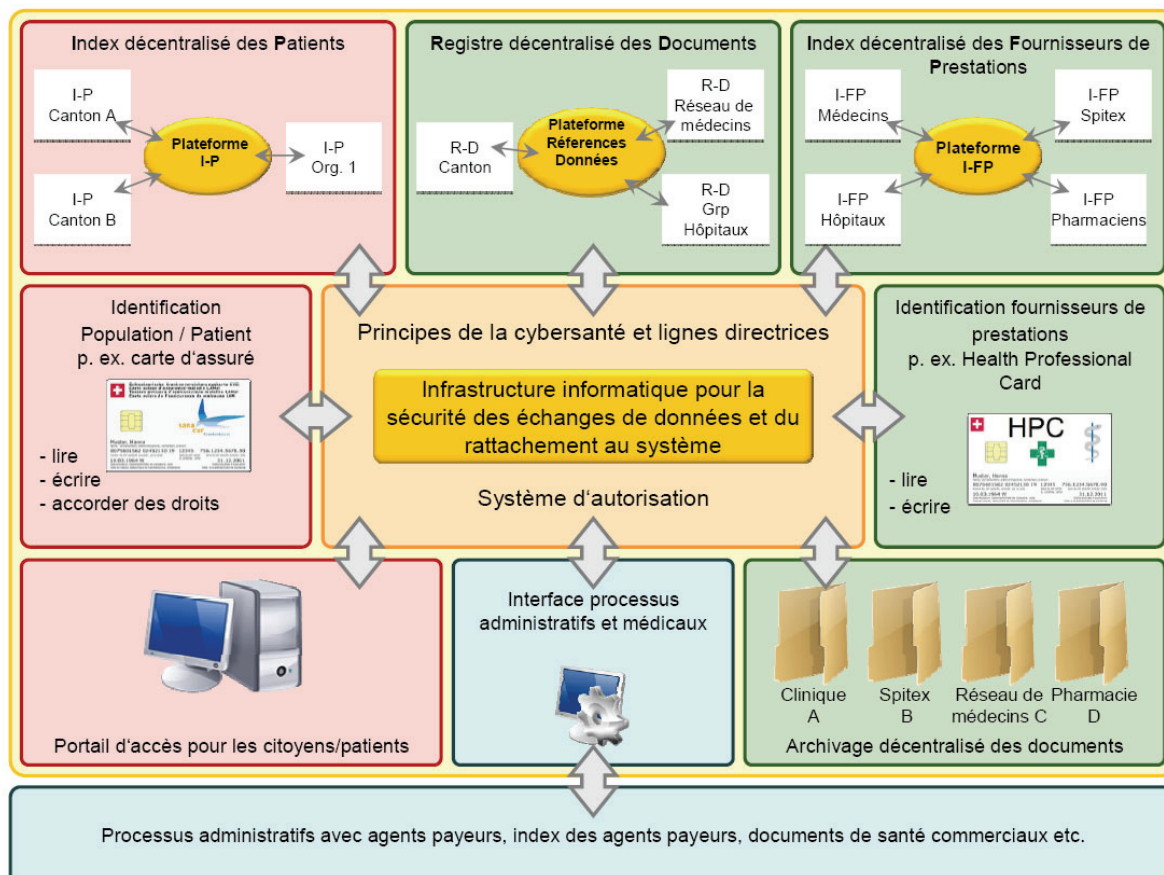 Index décentralisé des Patients
I-P
Canton A
Plateforme
I-P
I-P
Org. 1
I-P
Canton B
Registre décentralisé des Documents
R-D
Réseau de
médecins
Plateforme
Réferences
Données
R-D
Canton
R-D
Grp
Hôpitaux
Index décentralisé des Fournisseurs de
Prestations
I-FP
Médecins
I-FP
Spitex
Plateforme
I-FP
I-FP
Hôpitaux
I-FP
Pharmaciens
Identification
Population / Patient
p. ex. carte d'assuré
- lire
- écrire
- accorder des droits
Principes de la cybersanté et lignes directrices
Infrastructure informatique pour la
sécurité des échanges de données et du
rattachement au système
Système d'autorisation
Identification fournisseurs de
prestations
p. ex. Health Professional
Card
HPC
- lire
- écrire
Portail d'accès pour les citoyens/patients
Interface processus
administratifs et médicaux
Clinique
A
Spitex
B
Réseau de
médecins C
Pharmacie
D
Archivage décentralisé des documents
Processus administratifs avec agents payeurs, index des agents payeurs, documents de santé commerciaux etc.